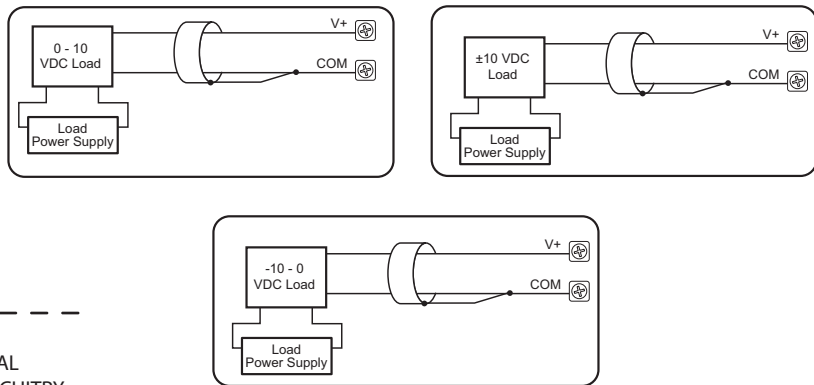 0 - 10
VDC Load
V+
COM
Load
Power Supply
±10 VDC
Load
V+
COM
Load
Power Supply
-10 - 0
VDC Load
V+
COM
Load
Power Supply